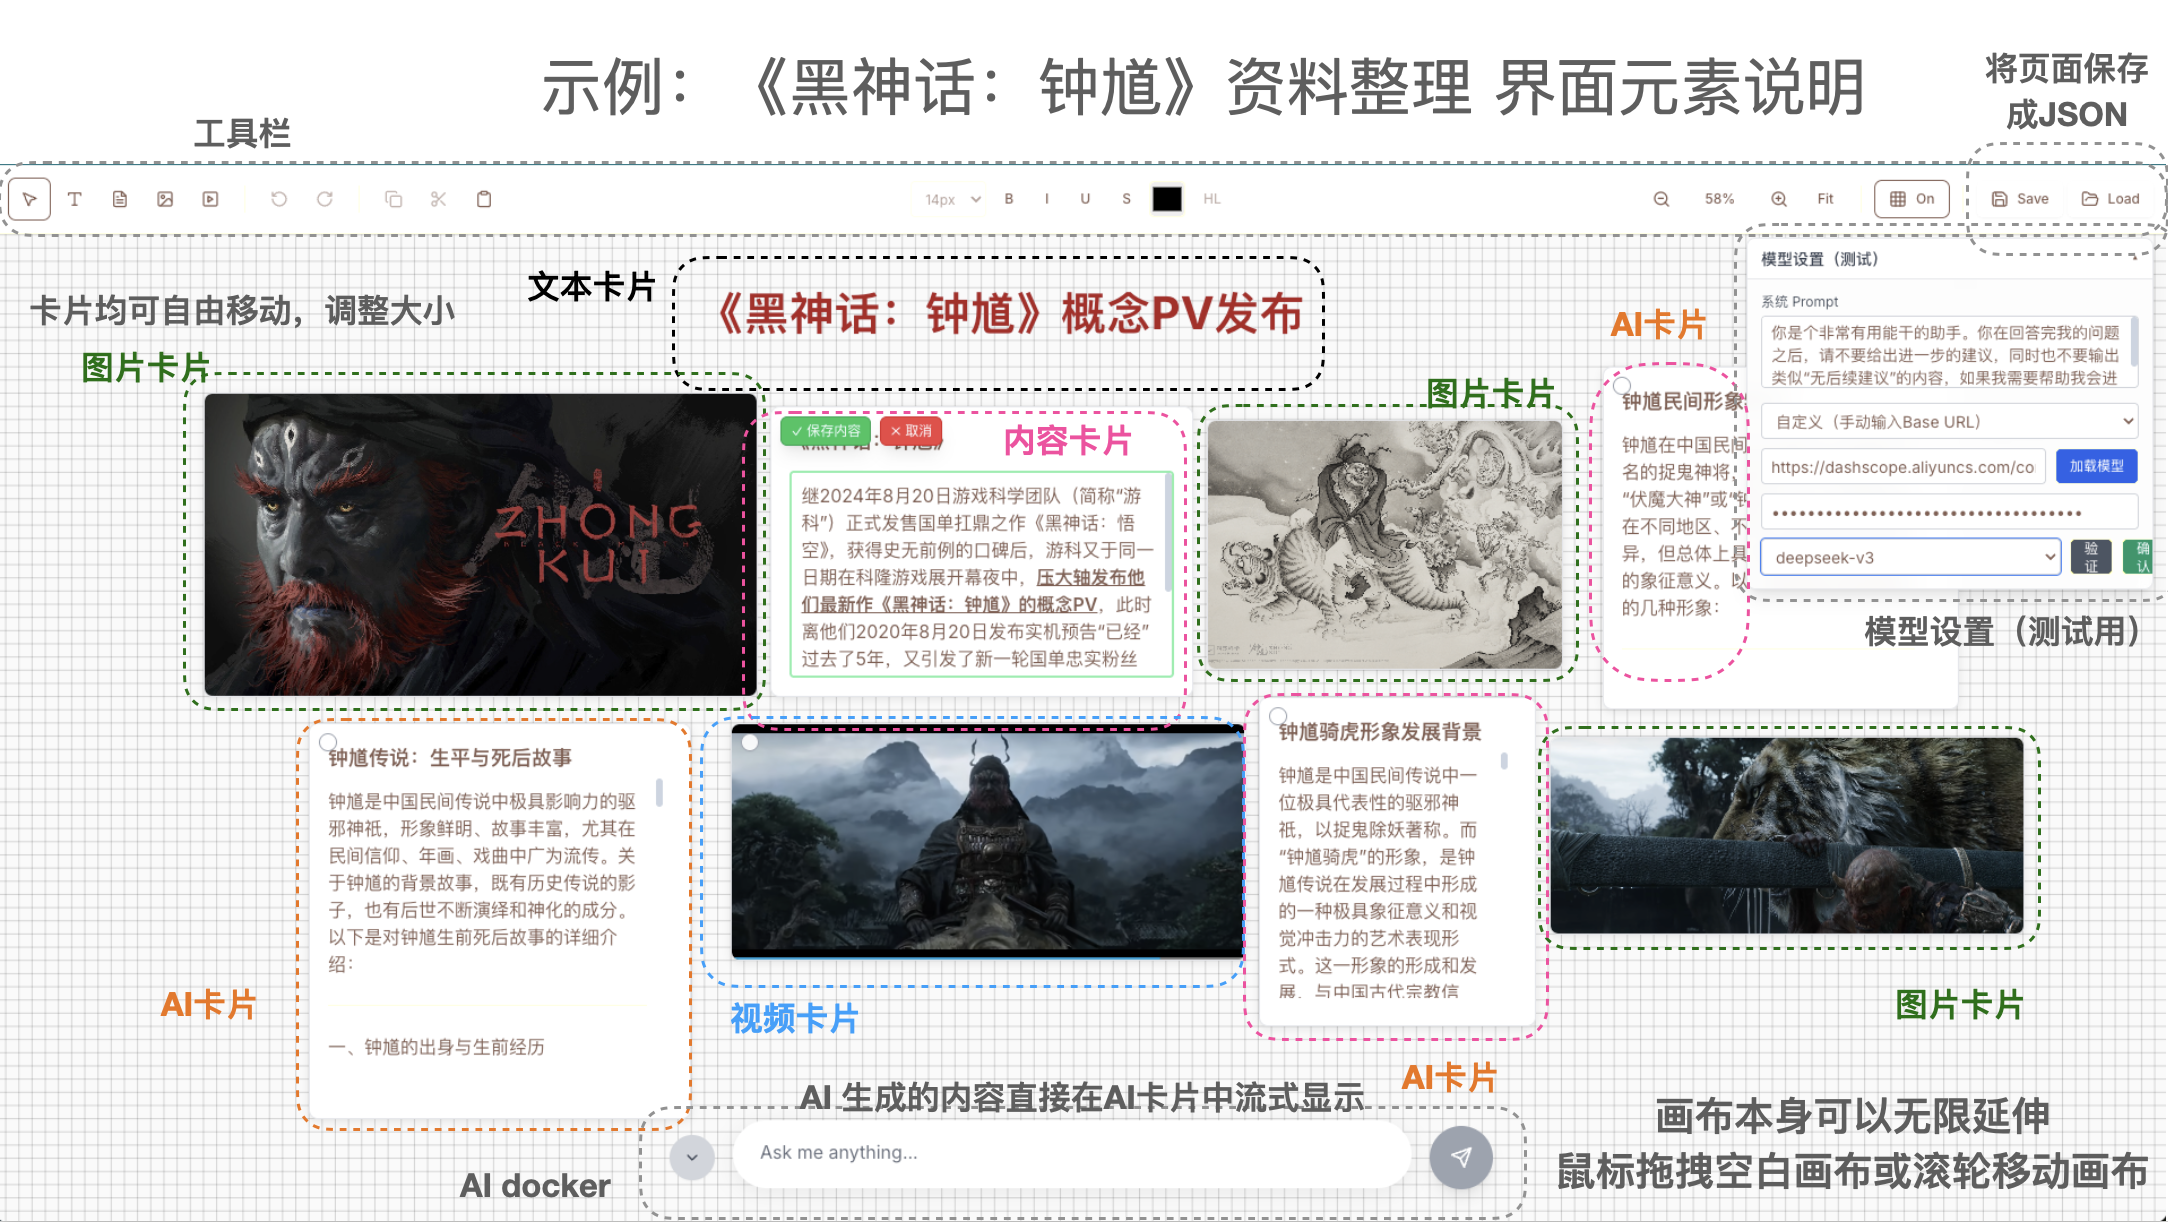 示例：《黑神话：钟馗》资料整理 界面元素说明
将页面保存
成JSON
工具栏
14px
B
I
U
S
HL
58%
Fit
On
Save
Load
卡片均可自由移动，调整大小
文本卡片
《黑神话：钟馗》概念PV发布
图片卡片
ZHONG
KUI
✓ 保存内容
✕ 取消
内容卡片
《黑神话：钟馗》
继2024年8月20日游戏科学团队（简称“游
科”）正式发售国单扛鼎之作《黑神话：悟
空》，获得史无前例的口碑后，游科又于同一
日期在科隆游戏展开幕夜中，压大轴发布他
们最新作《黑神话：钟馗》的概念PV，此时
离他们2020年8月20日发布实机预告“已经”
过去了5年，又引发了新一轮国单忠实粉丝
图片卡片
AI卡片
钟馗民间形象
钟馗在中国民间
名的捉鬼神将，
“伏魔大神”或“钅
在不同地区、不
异，但总体上具
的象征意义。以
的几种形象：
模型设置（测试）
系统 Prompt
你是个非常有用能干的助手。你在回答完我的问题
之后，请不要给出进一步的建议，同时也不要输出
类似“无后续建议”的内容，如果我需要帮助我会进
自定义（手动输入Base URL）
https://dashscope.aliyuncs.com/co
加载模型
deepseek-v3
验
证
确
认
模型设置（测试用）
钟馗传说：生平与死后故事
钟馗是中国民间传说中极具影响力的驱
邪神祇，形象鲜明、故事丰富，尤其在
民间信仰、年画、戏曲中广为流传。关
于钟馗的背景故事，既有历史传说的影
子，也有后世不断演绎和神化的成分。
以下是对钟馗生前死后故事的详细介
绍：
一、钟馗的出身与生前经历
AI卡片
视频卡片
钟馗骑虎形象发展背景
钟馗是中国民间传说中一
位极具代表性的驱邪神
祇，以捉鬼除妖著称。而
“钟馗骑虎”的形象，是钟
馗传说在发展过程中形成
的一种极具象征意义和视
觉冲击力的艺术表现形
式。这一形象的形成和发
展，与中国古代宗教信
AI卡片
图片卡片
AI 生成的内容直接在AI卡片中流式显示
Ask me anything...
AI docker
画布本身可以无限延伸
鼠标拖拽空白画布或滚轮移动画布